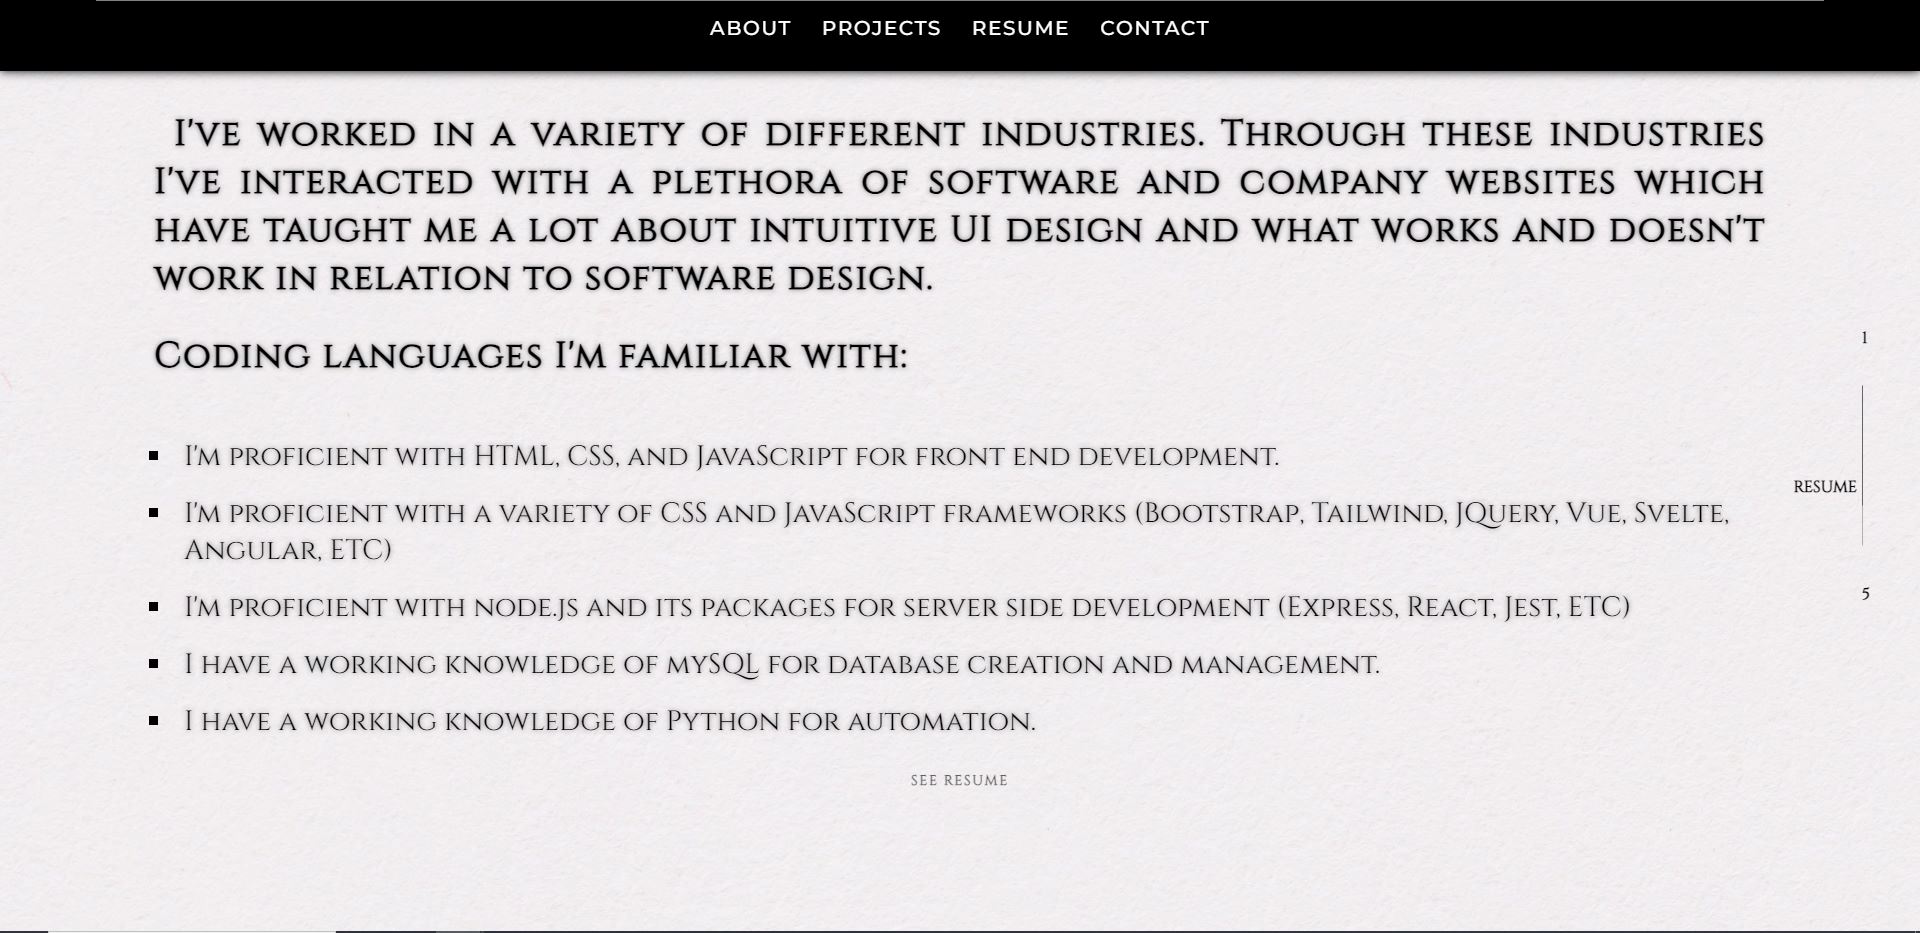 ABOUT PROJECTS RESUME CONTACT
I'VE WORKED IN A VARIETY OF DIFFERENT INDUSTRIES. THROUGH THESE INDUSTRIES
I'VE INTERACTED WITH A PLETHORA OF SOFTWARE AND COMPANY WEBSITES WHICH
HAVE TAUGHT ME A LOT ABOUT INTUITIVE UI DESIGN AND WHAT WORKS AND DOESN'T
WORK IN RELATION TO SOFTWARE DESIGN.
CODING LANGUAGES I'M FAMILIAR WITH:
I'M PROFICIENT WITH HTML, CSS, AND JAVASCRIPT FOR FRONT END DEVELOPMENT.
I'M PROFICIENT WITH A VARIETY OF CSS AND JAVASCRIPT FRAMEWORKS (BOOTSTRAP, TAILWIND, JQUERY, VUE, SVELTE,
ANGULAR, ETC)
I'M PROFICIENT WITH NODE.JS AND ITS PACKAGES FOR SERVER SIDE DEVELOPMENT (EXPRESS, REACT, JEST, ETC)
I HAVE A WORKING KNOWLEDGE OF MYSQL FOR DATABASE CREATION AND MANAGEMENT.
I HAVE A WORKING KNOWLEDGE OF PYTHON FOR AUTOMATION.
SEE RESUME
1
RESUME
5